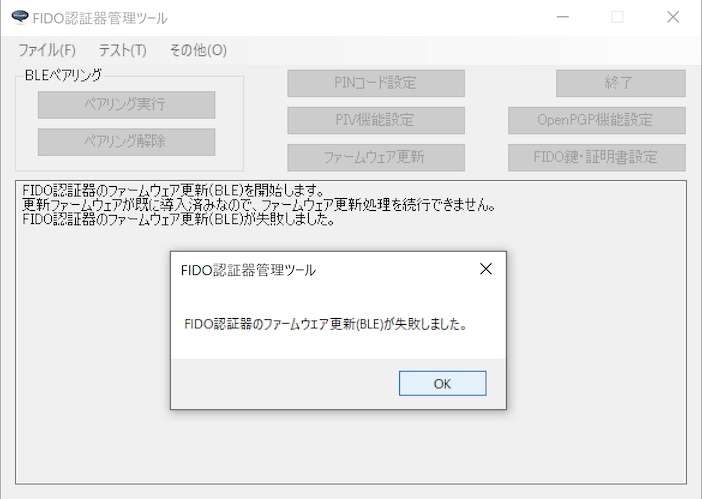 FIDO認証器管理ツール
ファイル(F) テスト(T) その他(O)
BLEペアリング
ペアリング実行
ペアリング解除
PINコード設定
終了
PIV機能設定
OpenPGP機能設定
ファームウェア更新
FIDO鍵・証明書設定
FIDO認証器のファームウェア更新(BLE)を開始します。
更新ファームウェアが既に導入済みなので、ファームウェア更新処理を続行できません。
FIDO認証器のファームウェア更新(BLE)が失敗しました。
FIDO認証器管理ツール
FIDO認証器のファームウェア更新(BLE)が失敗しました。
OK